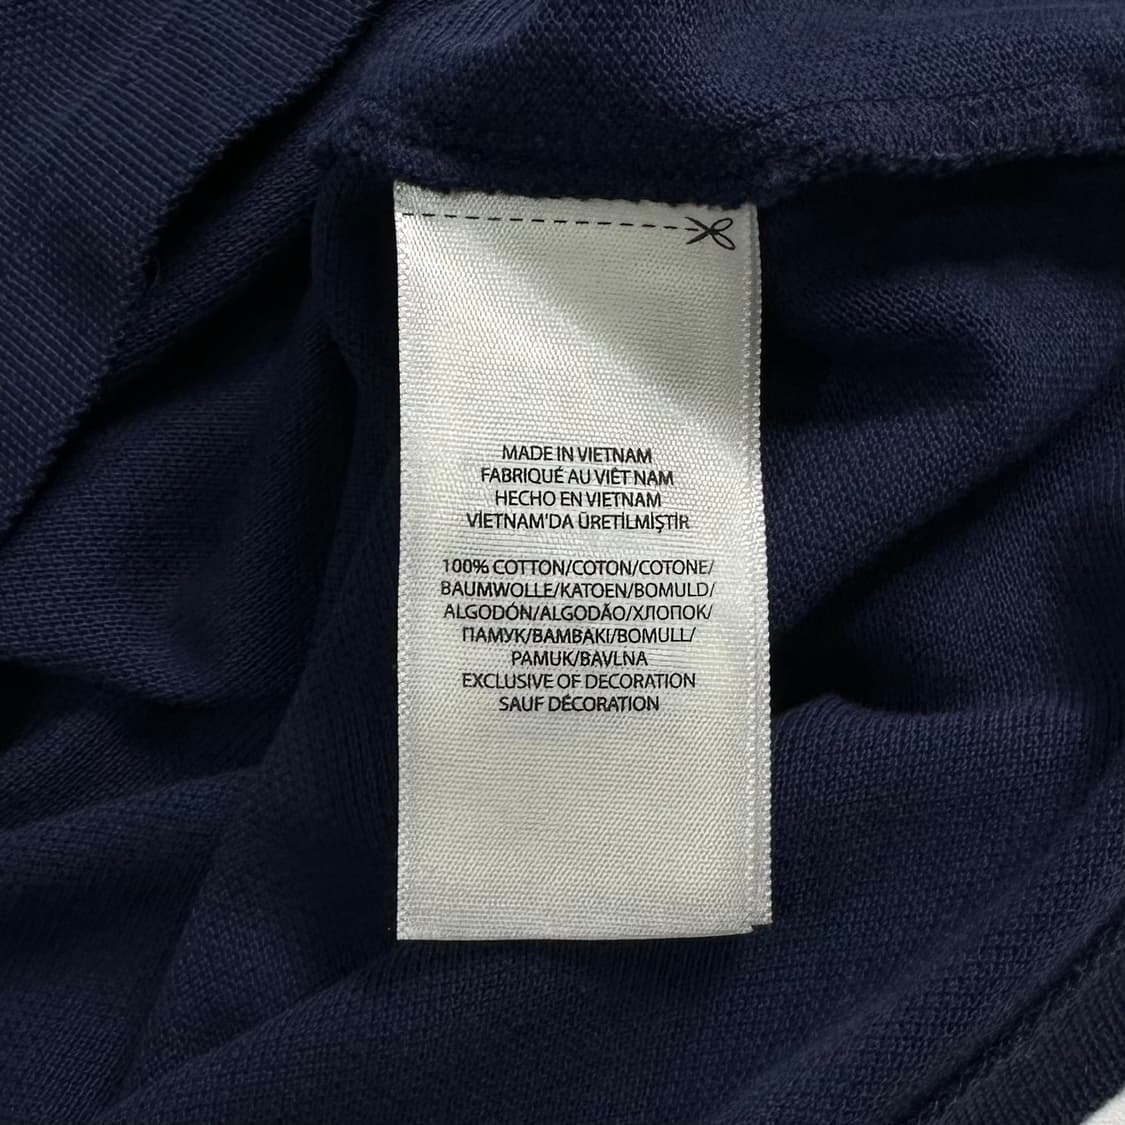 MADE IN VIETNAM
FABRIQUÉ AU VIÊT NAM
HECHO EN VIETNAM
VİETNAM'DA ÜRETİLMİŞTİR
100% COTTON/COTON/COTONE/
BAUMWOLLE/KATOEN/BOMULD/
ALGODÓN/ALGODÃO/ХЛОПОК/
ПАМУК/ΒΑΜΒΑΚΙ/BOMULL/
PAMUK/BAVLNA
EXCLUSIVE OF DECORATION
SAUF DÉCORATION